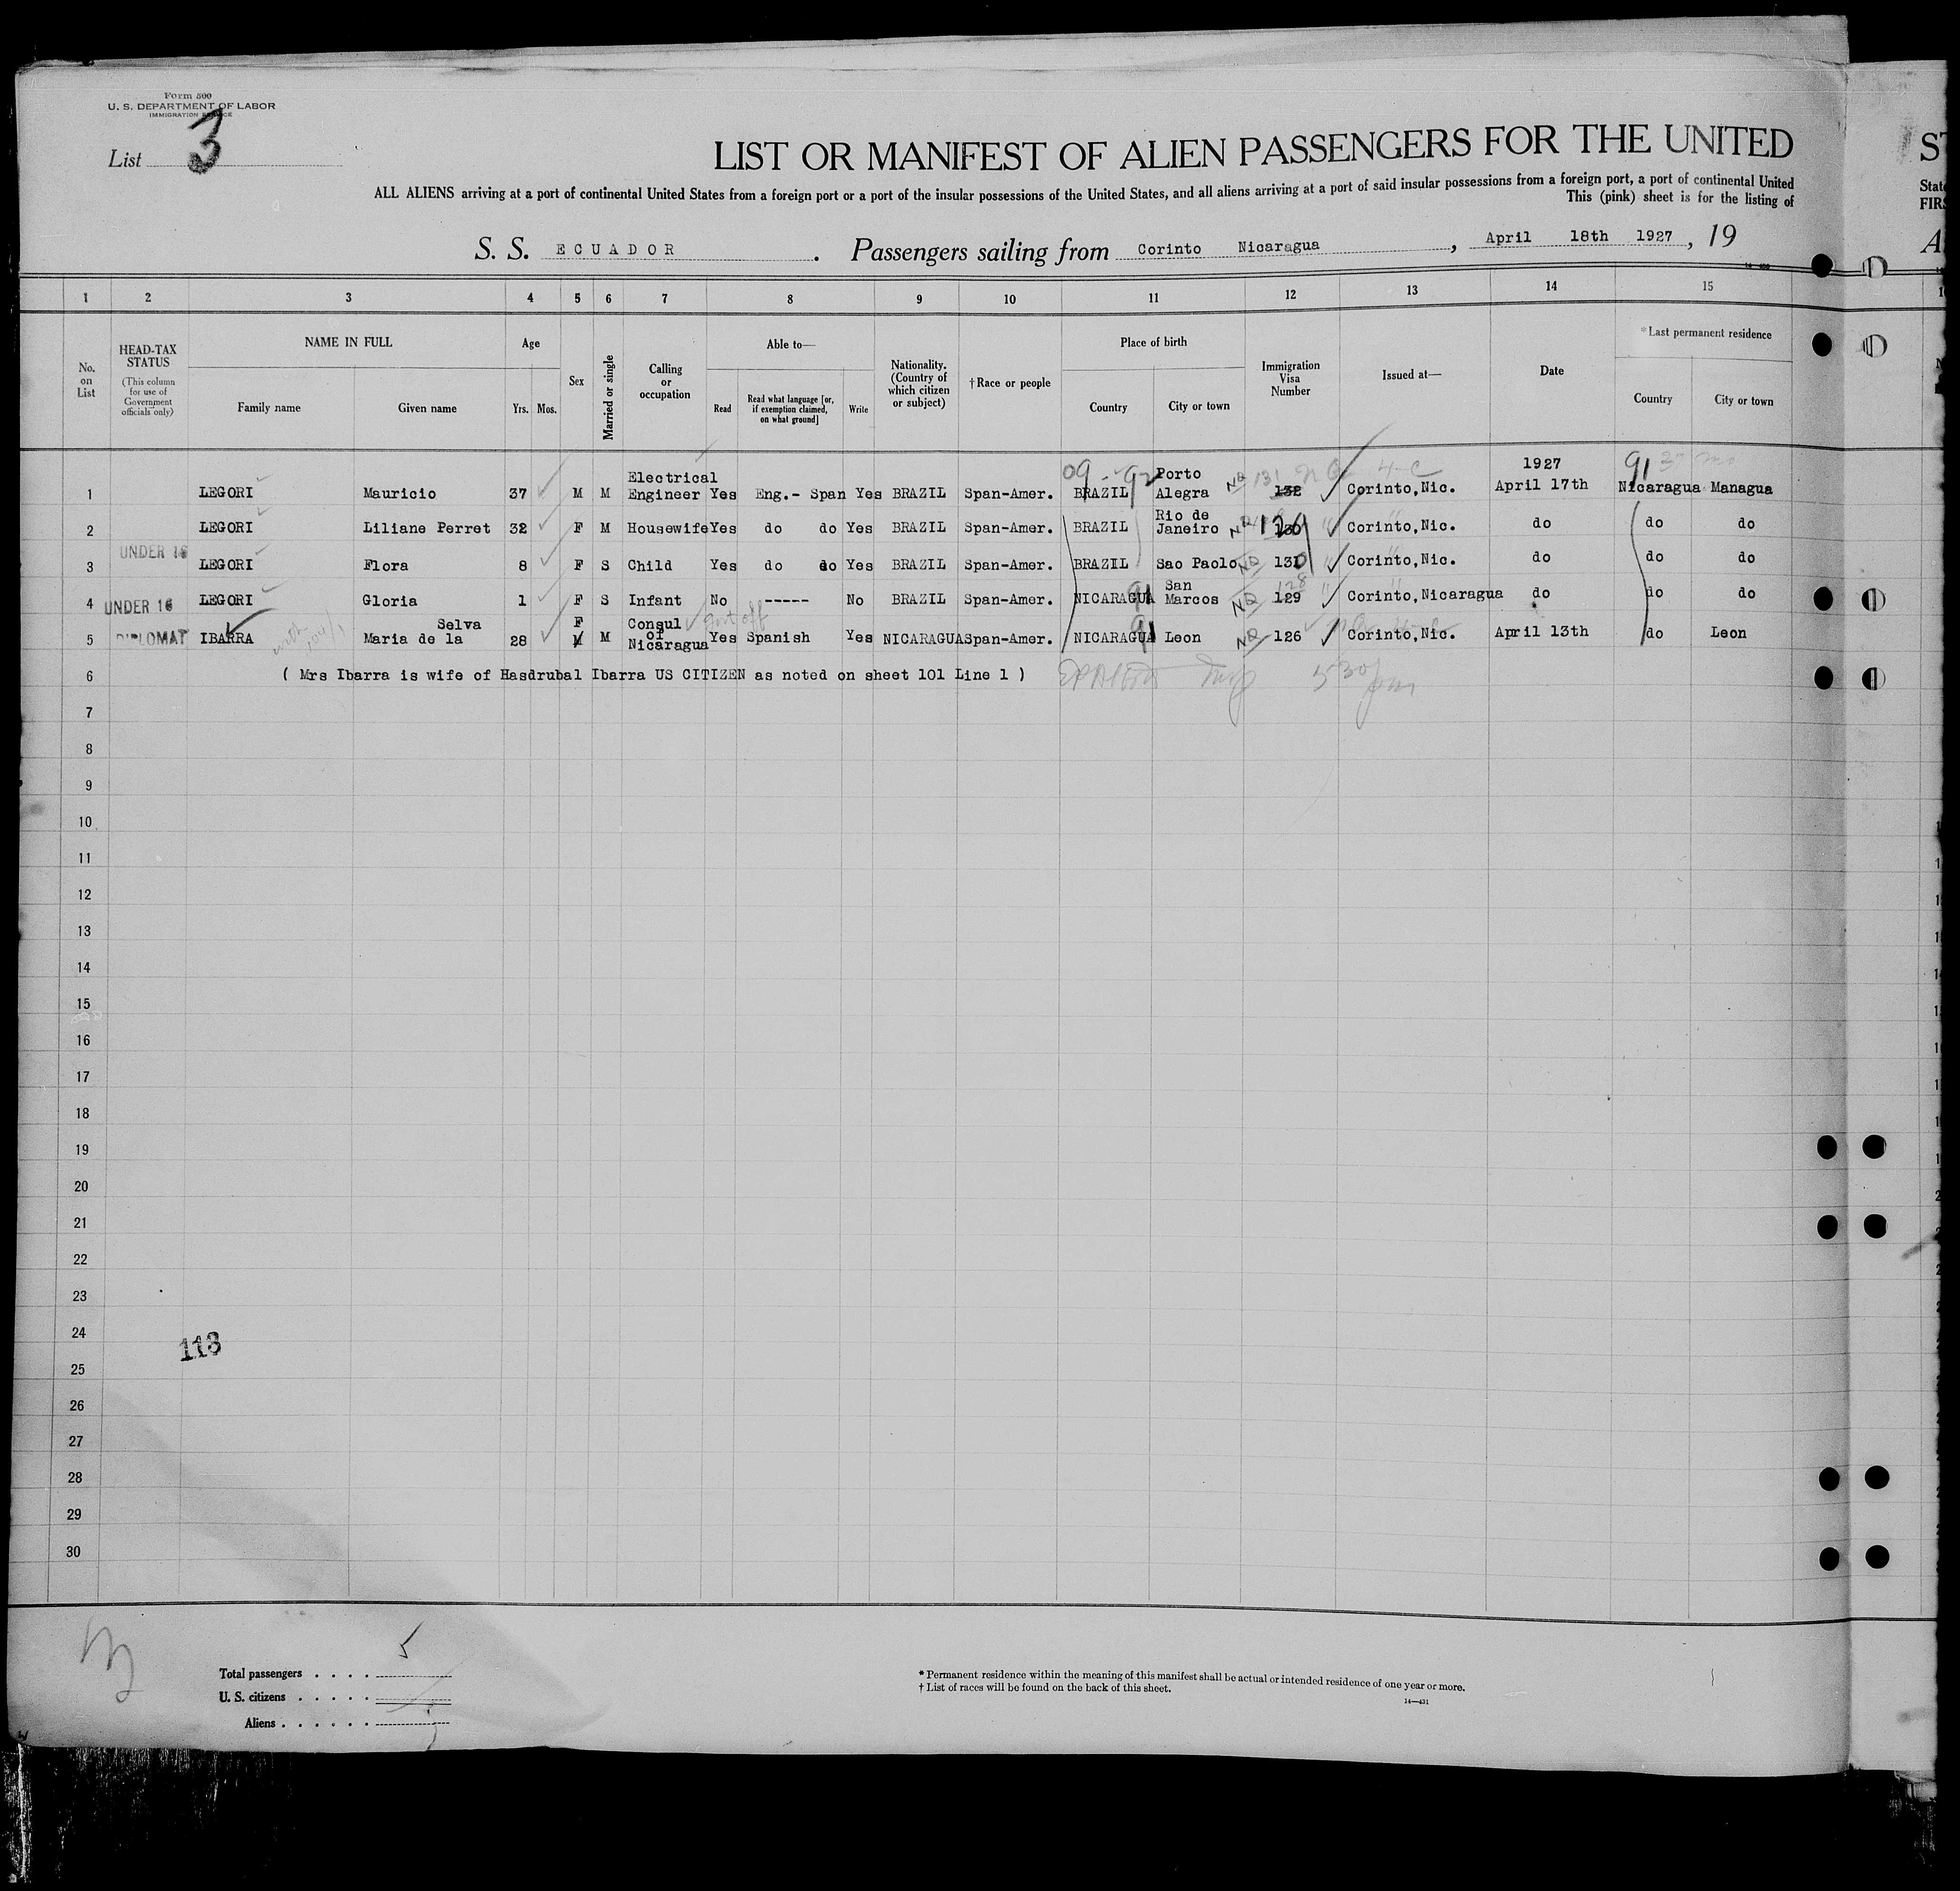 Form 500
U. S. DEPARTMENT OF LABOR
IMMIGRATION SERVICE
List 3
LIST OR MANIFEST OF ALIEN PASSENGERS FOR THE UNITED
ALL ALIENS arriving at a port of continental United States from a foreign port or a port of the insular possessions of the United States, and all aliens arriving at a port of said insular possessions from a foreign port, a port of continental United
This (pink) sheet is for the listing of
S. S. ECUADOR. Passengers sailing from Corinto Nicaragua, April 18th 1927, 19
1 2 3 4 5 6 7 8 9 10 11 12 13 14 15
No. on List
HEAD-TAX STATUS
(This column for use of Government officials only)
NAME IN FULL
Family name
Given name
Age
Yrs. Mos.
Sex
Married or single
Calling or occupation
Able to—
Read
Read what language [or, if exemption claimed, on what ground]
Write
Nationality. (Country of which citizen or subject)
†Race or people
Place of birth
Country
City or town
Immigration Visa Number
Issued at—
Date
*Last permanent residence
Country
City or town
1 LEGORI Mauricio 37 M M Electrical Engineer Yes Eng.- Span Yes BRAZIL Span-Amer. 09 - 92 BRAZIL Porto Alegra NQ 131 132 Corinto,Nic. 1927 April 17th 91 Nicaragua Managua
2 LEGORI Liliane Perret 32 F M Housewife Yes do do Yes BRAZIL Span-Amer. BRAZIL Rio de Janeiro Corinto,Nic. do do do
UNDER 16
3 LEGORI Flora 8 F S Child Yes do do Yes BRAZIL Span-Amer. BRAZIL Sao Paolo NQ 130 Corinto,Nic. do do do
4 UNDER 16 LEGORI Gloria 1 F S Infant No ----- No BRAZIL Span-Amer. NICARAGUA 91 San Marcos NQ 128 129 Corinto,Nicaragua do do do
5 DIPLOMAT IBARRA Maria de la Selva 28 F M M Consul of Nicaragua Yes Spanish Yes NICARAGUA Span-Amer. NICARAGUA 91 Leon NQ 126 Corinto,Nic. April 13th do Leon
6 ( Mrs Ibarra is wife of Hasdrubal Ibarra US CITIZEN as noted on sheet 101 Line 1 ) 530 pm
7
8
9
10
11
12
13
14
15
16
17
18
19
20
21
22
23
24
113
25
26
27
28
29
30
Total passengers . . . . 5
U. S. citizens . . . . .
Aliens . . . . . .
* Permanent residence within the meaning of this manifest shall be actual or intended residence of one year or more.
† List of races will be found on the back of this sheet.
14—431